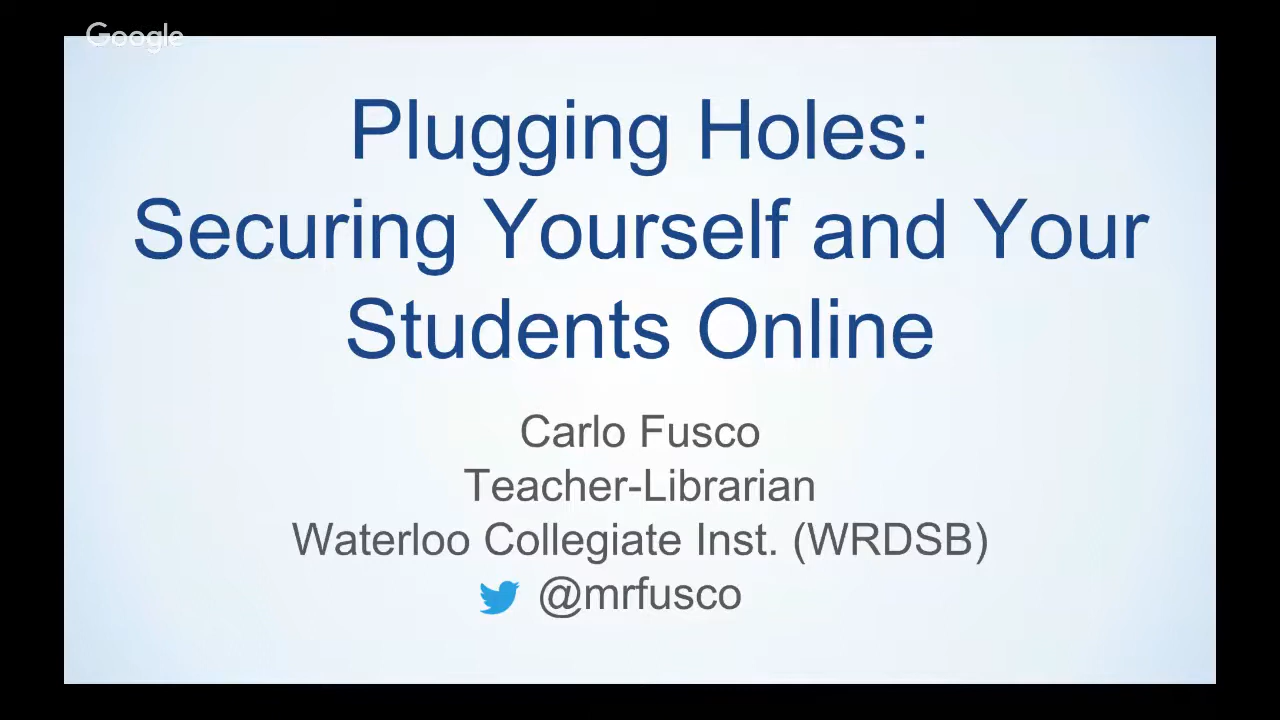 Google
Plugging Holes:
Securing Yourself and Your
Students Online
Carlo Fusco
Teacher-Librarian
Waterloo Collegiate Inst. (WRDSB)
@mrfusco